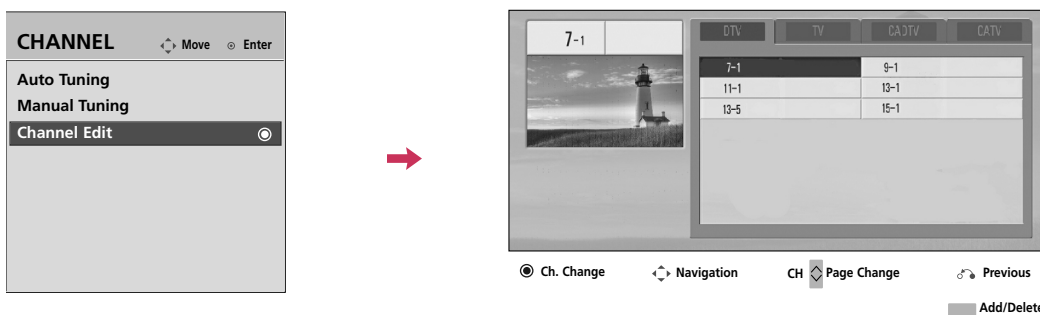 CHANNEL Move Enter
Auto Tuning
Manual Tuning
Channel Edit
7-1
DTV TV CADTV CATV
7-1 9-1
11-1 13-1
13-5 15-1
Ch. Change Navigation CH Page Change Previous
Add/Delete